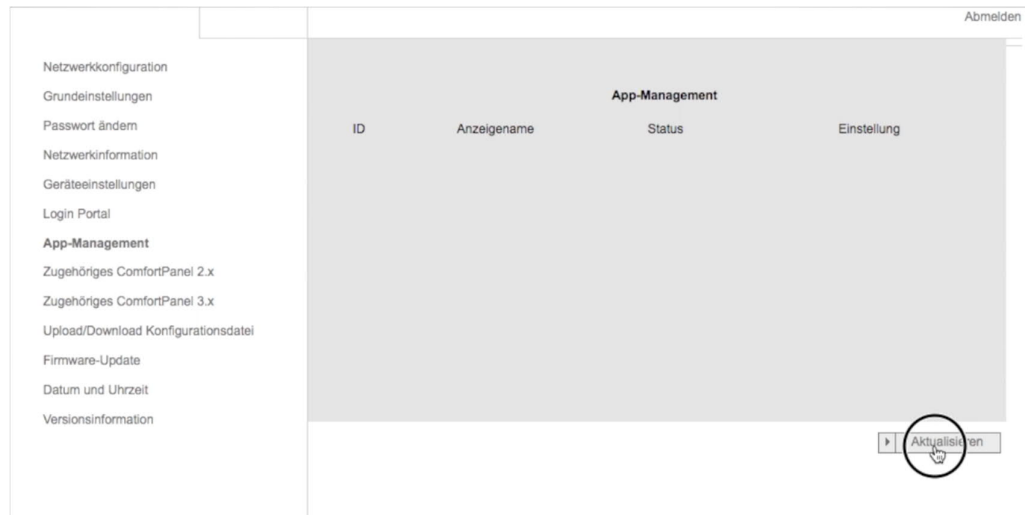 Abmelden
Netzwerkkonfiguration
Grundeinstellungen
Passwort ändern
Netzwerkinformation
Geräteeinstellungen
Login Portal
App-Management
Zugehöriges ComfortPanel 2.x
Zugehöriges ComfortPanel 3.x
Upload/Download Konfigurationsdatei
Firmware-Update
Datum und Uhrzeit
Versionsinformation
App-Management
ID Anzeigename Status Einstellung
Aktualisieren